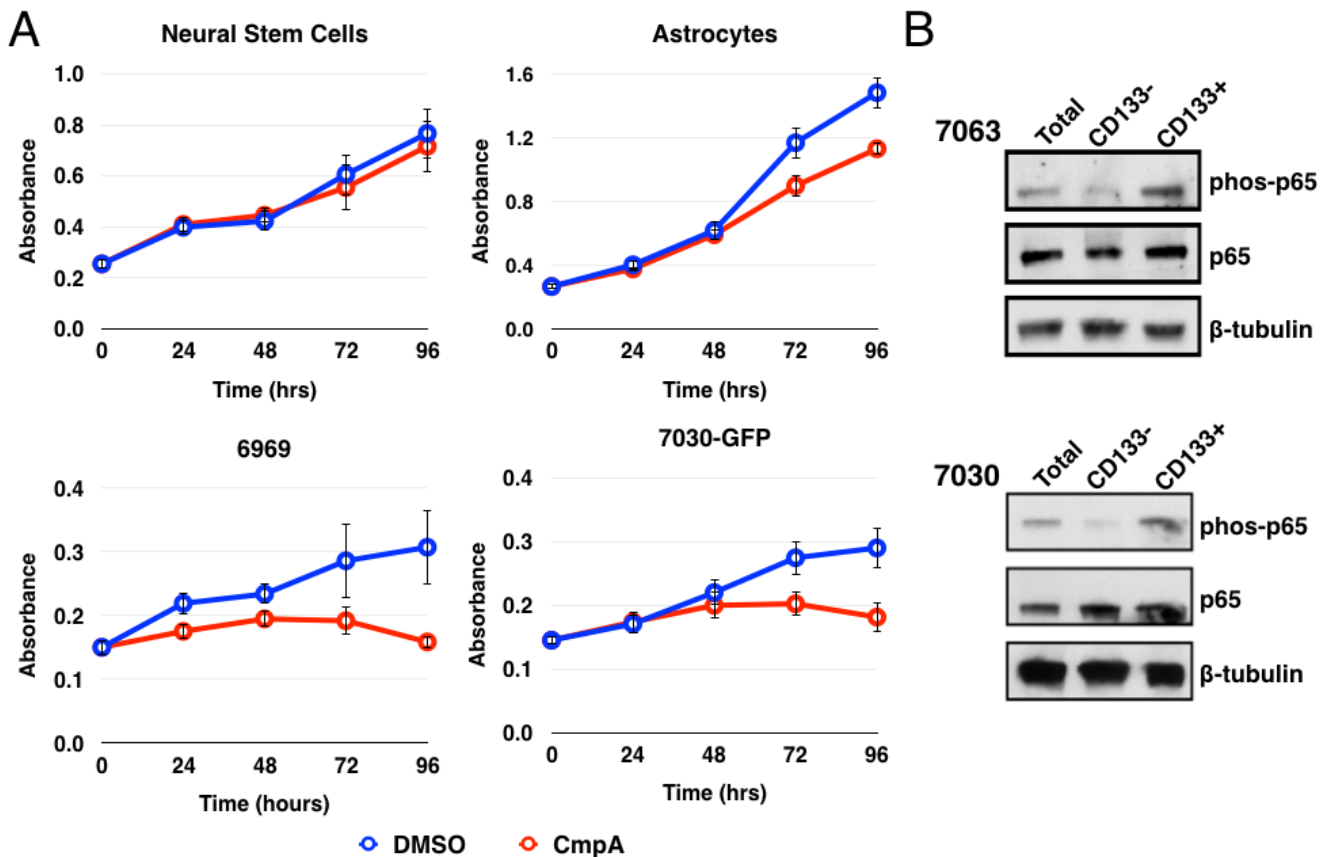 A
Neural Stem Cells
Absorbance
1.0
0.8
0.6
0.4
0.2
0.0
0 24 48 72 96
Time (hrs)
Astrocytes
Absorbance
1.6
1.2
0.8
0.4
0.0
0 24 48 72 96
Time (hrs)
6969
Absorbance
0.4
0.3
0.2
0.1
0.0
0 24 48 72 96
Time (hours)
7030-GFP
Absorbance
0.4
0.3
0.2
0.1
0.0
0 24 48 72 96
Time (hrs)
DMSO CmpA
B
7063 Total CD133- CD133+
phos-p65
p65
β-tubulin
7030 Total CD133- CD133+
phos-p65
p65
β-tubulin